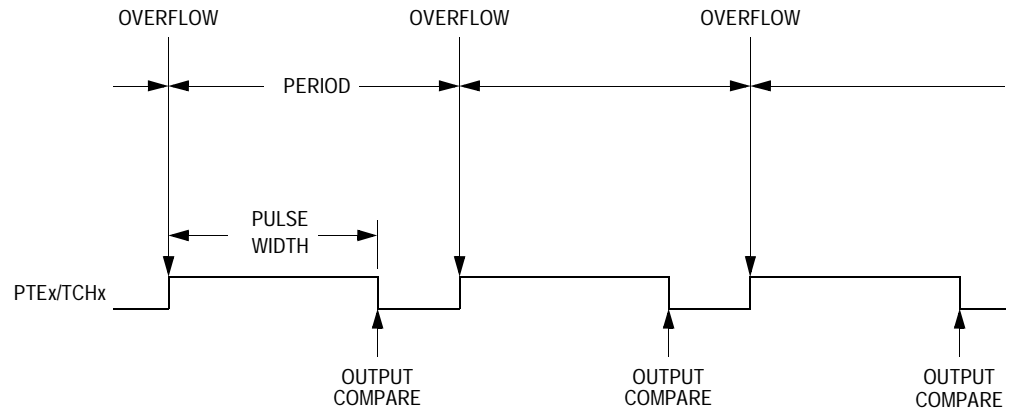 OVERFLOW
OVERFLOW
OVERFLOW
PERIOD
PULSE
WIDTH
PTEx/TCHx
OUTPUT
COMPARE
OUTPUT
COMPARE
OUTPUT
COMPARE